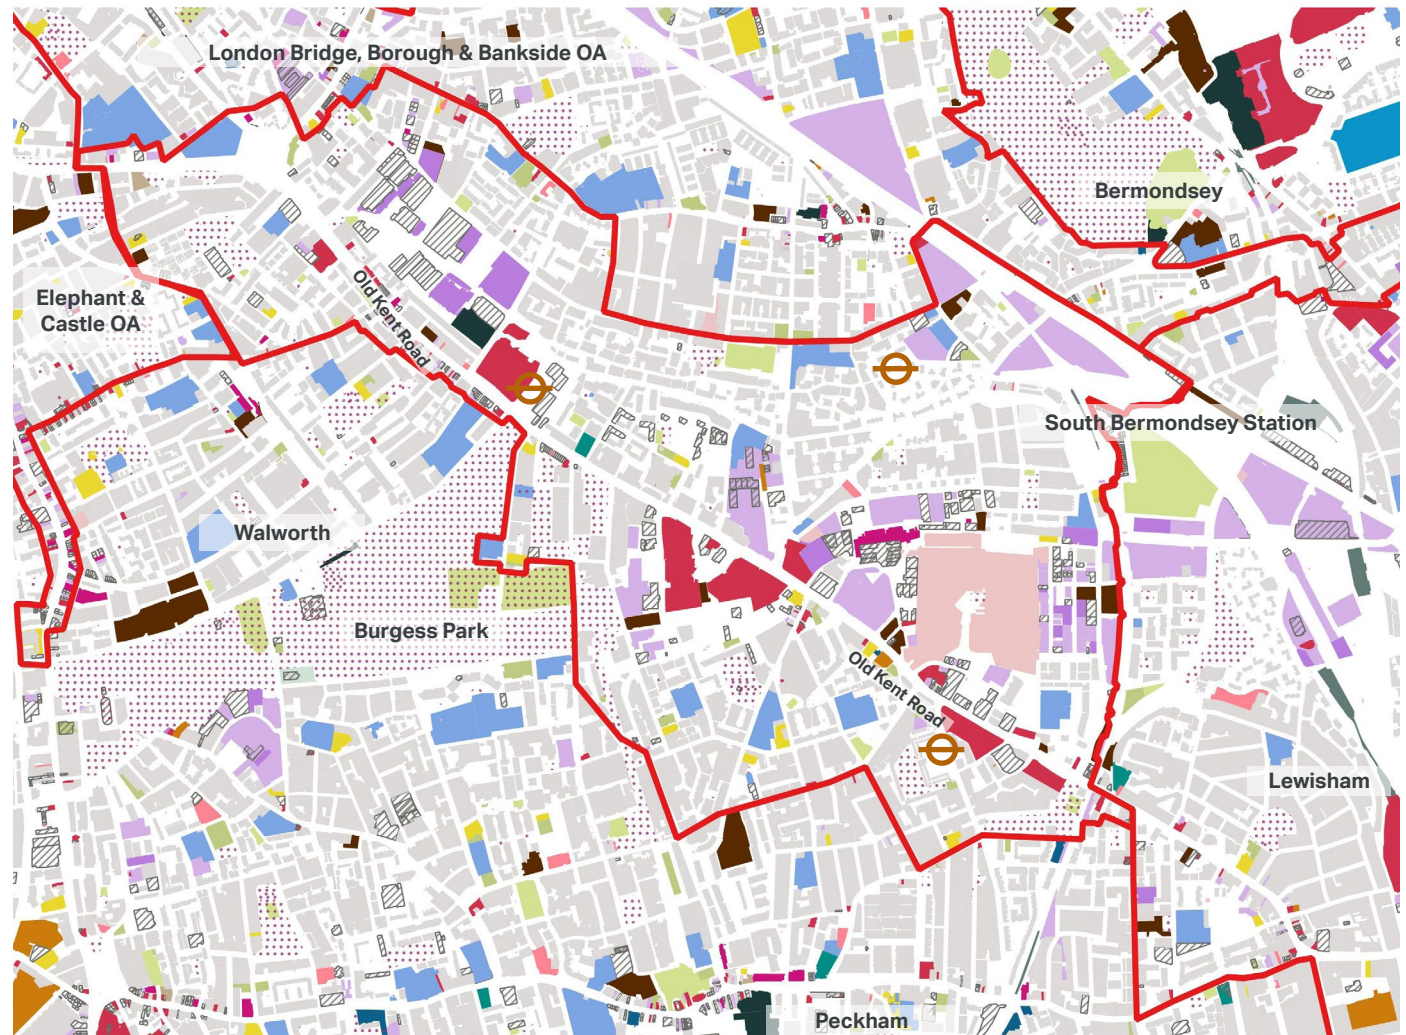 London Bridge, Borough & Bankside OA
Bermondsey
Elephant &
Castle OA
Old Kent Road
South Bermondsey Station
Walworth
Burgess Park
Old Kent Road
Lewisham
Peckham